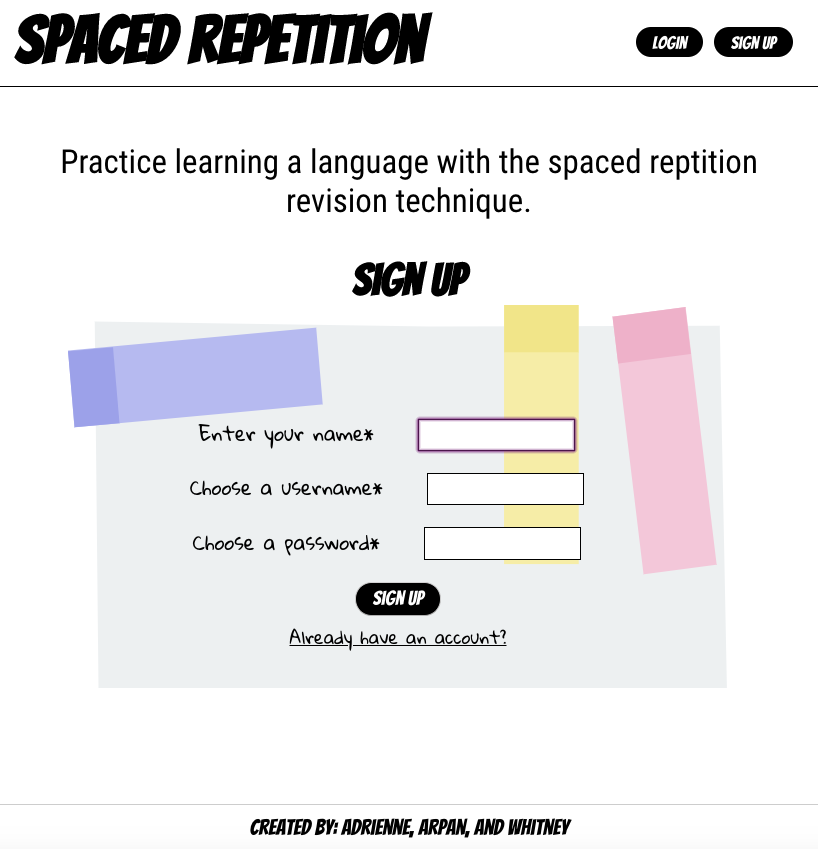 SPACED REPETITION
LOGIN
SIGN UP
Practice learning a language with the spaced reptition
revision technique.
SIGN UP
Enter your name*
Choose a username*
Choose a password*
SIGN UP
Already have an account?
CREATED BY: ADRIENNE, ARPAN, AND WHITNEY